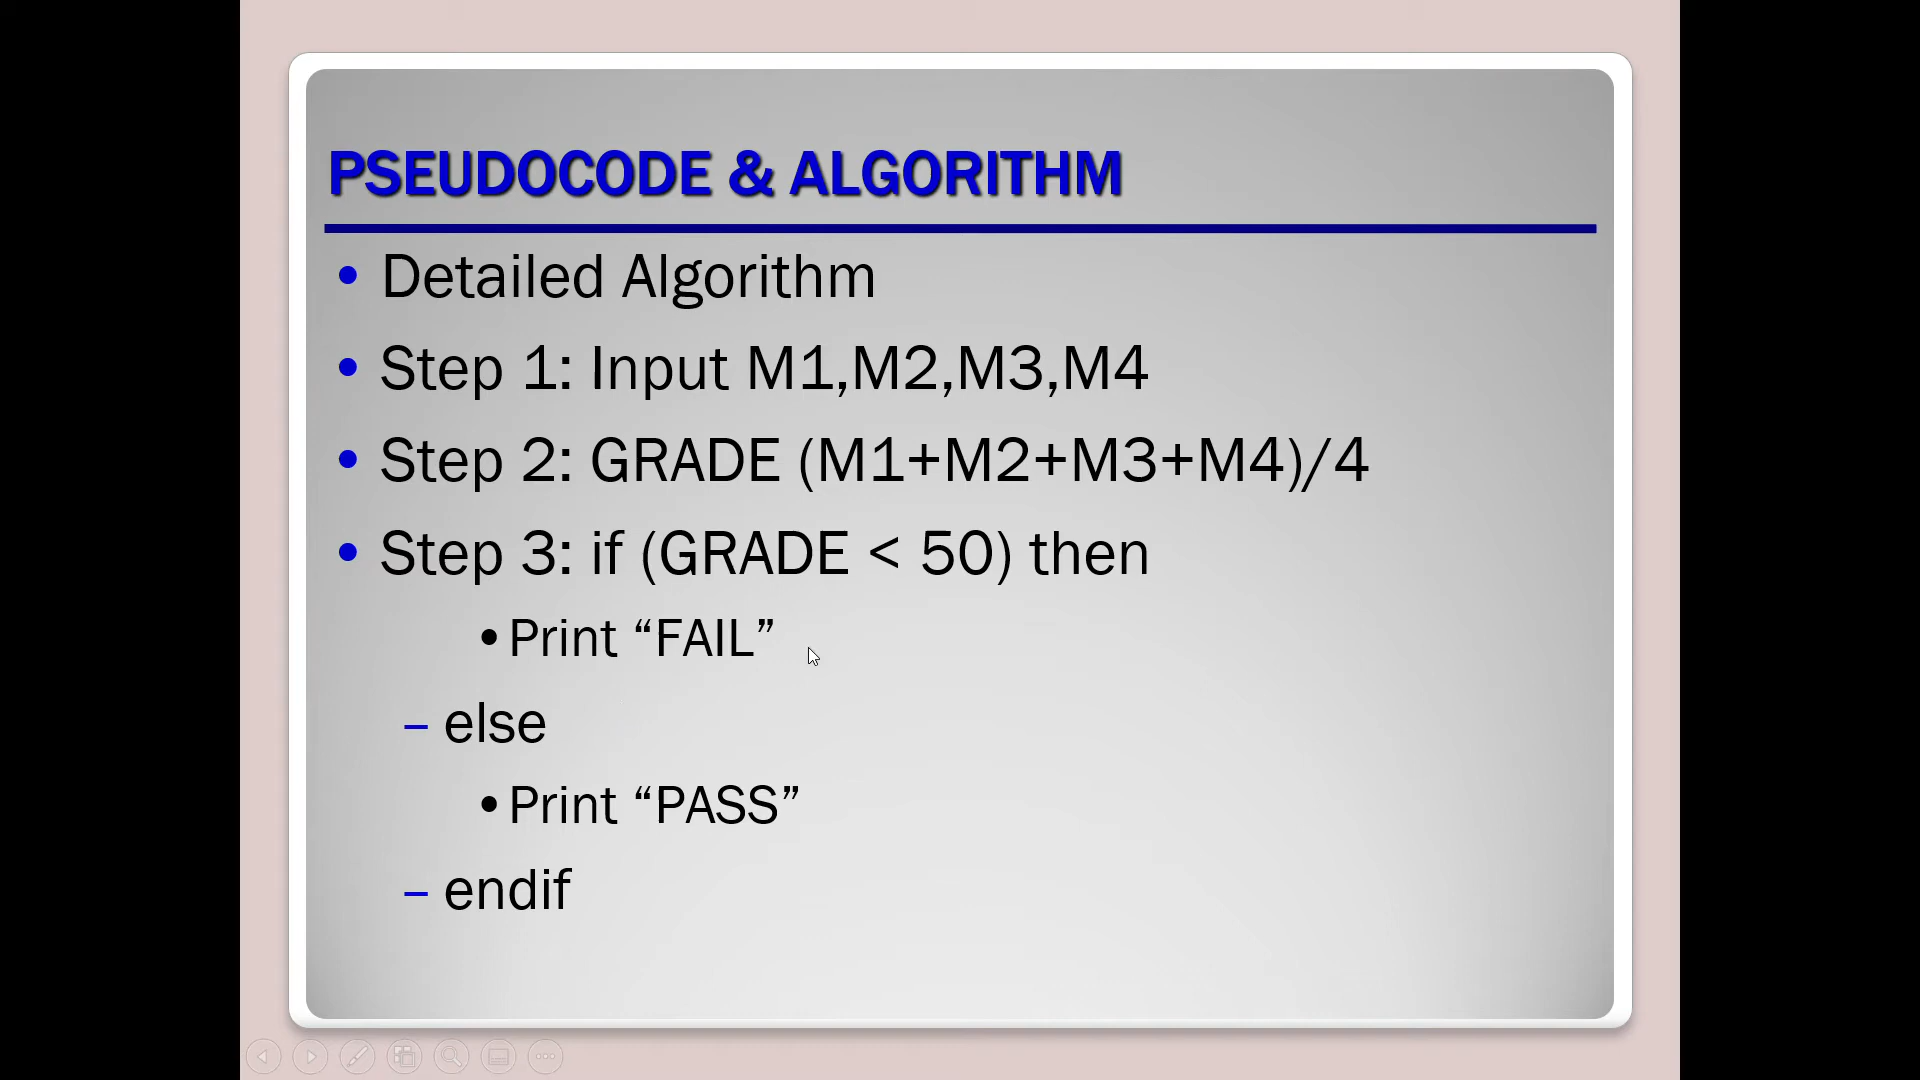 PSEUDOCODE & ALGORITHM
• Detailed Algorithm
• Step 1: Input M1,M2,M3,M4
• Step 2: GRADE (M1+M2+M3+M4)/4
• Step 3: if (GRADE < 50) then
• Print “FAIL”
– else
• Print “PASS”
– endif